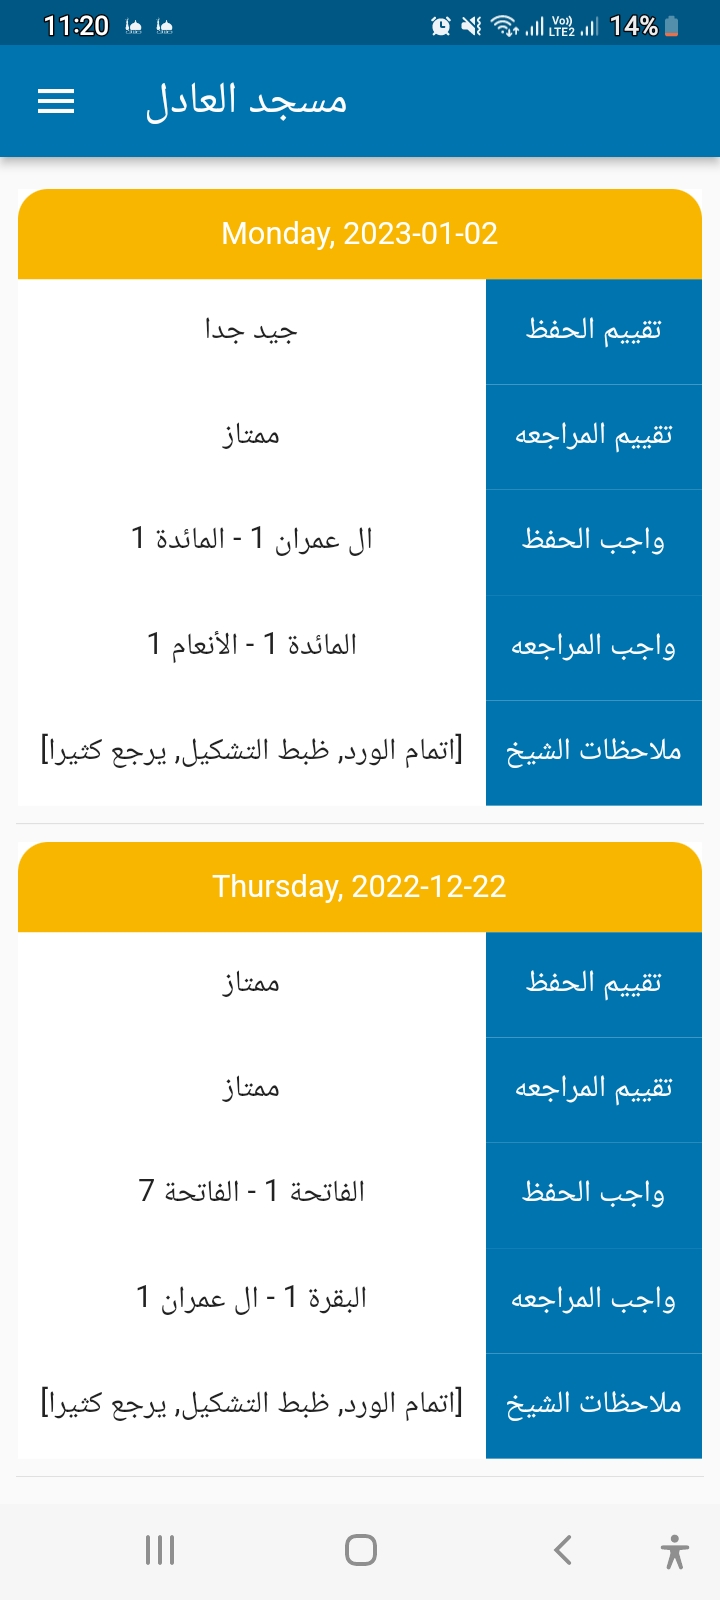 11:20 Vo) LTE2 14%
مسجد العادل
Monday, 2023-01-02
تقييم الحفظ جيد جدا
تقييم المراجعه ممتاز
واجب الحفظ ال عمران 1 - المائدة 1
واجب المراجعه المائدة 1 - الأنعام 1
ملاحظات الشيخ [اتمام الورد, ظبط التشكيل, يرجع كثيرا]
Thursday, 2022-12-22
تقييم الحفظ ممتاز
تقييم المراجعه ممتاز
واجب الحفظ الفاتحة 1 - الفاتحة 7
واجب المراجعه البقرة 1 - ال عمران 1
ملاحظات الشيخ [اتمام الورد, ظبط التشكيل, يرجع كثيرا]